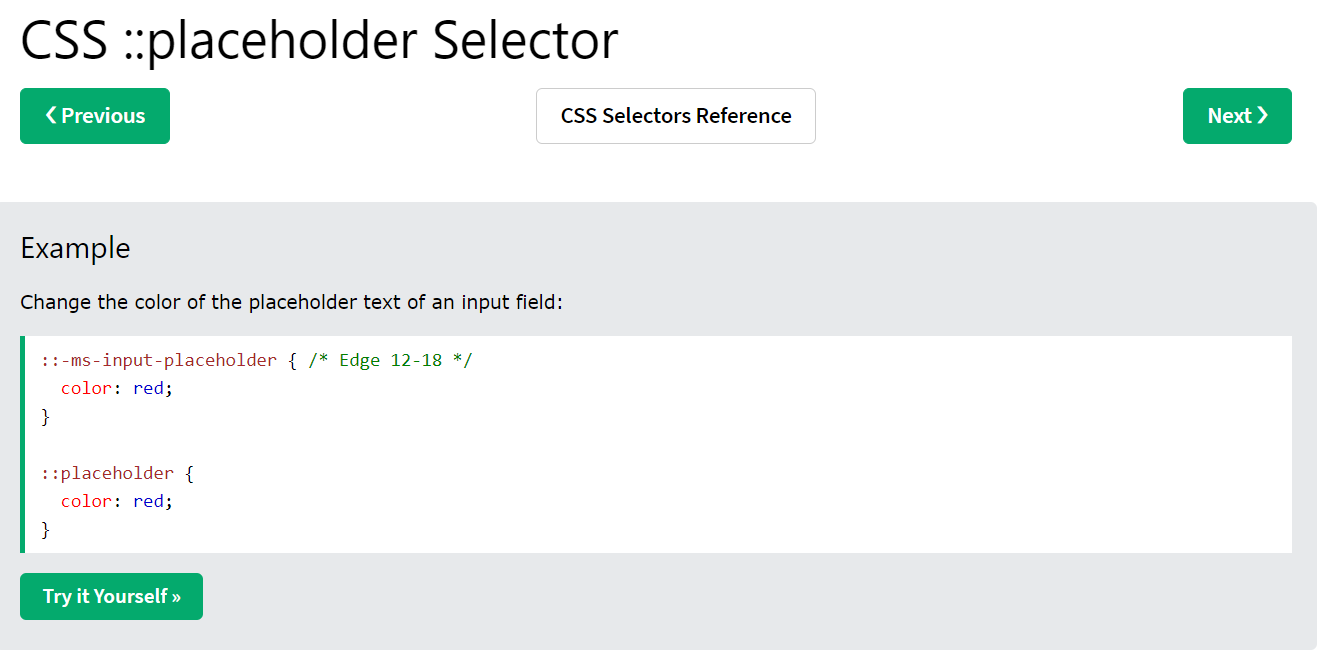 CSS ::placeholder Selector
❮ Previous
CSS Selectors Reference
Next ❯
Example
Change the color of the placeholder text of an input field:
::-ms-input-placeholder { /* Edge 12-18 */
  color: red;
}
::placeholder {
  color: red;
}
Try it Yourself »